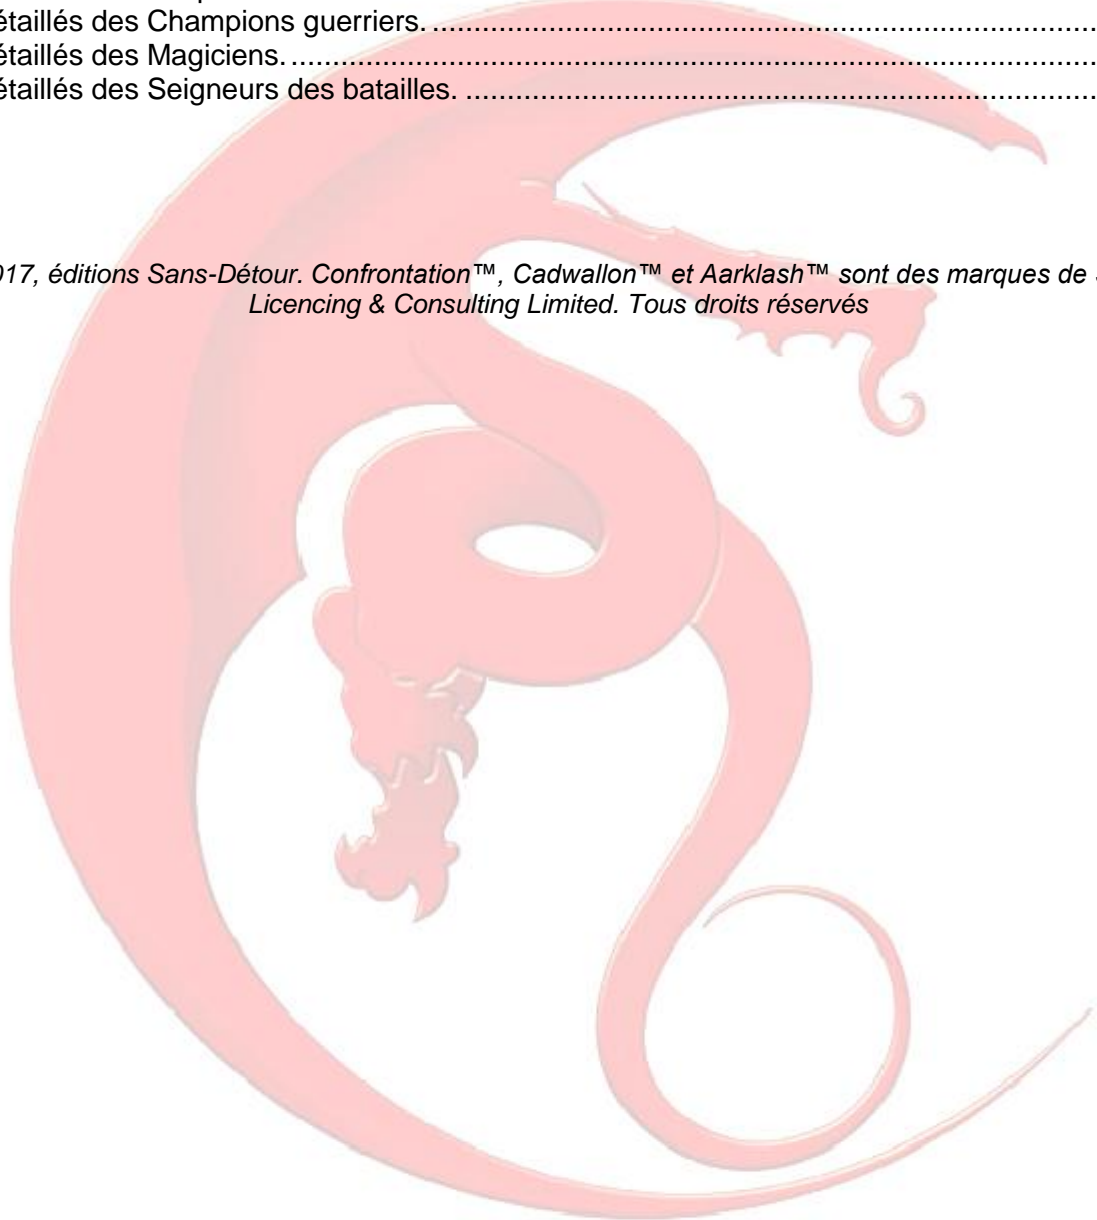 étaillés des Champions guerriers. ................................................................................
étaillés des Magiciens. ................................................................................................
étaillés des Seigneurs des batailles. ............................................................................
017, éditions Sans-Détour. Confrontation™, Cadwallon™ et Aarklash™ sont des marques de
Licencing & Consulting Limited. Tous droits réservés